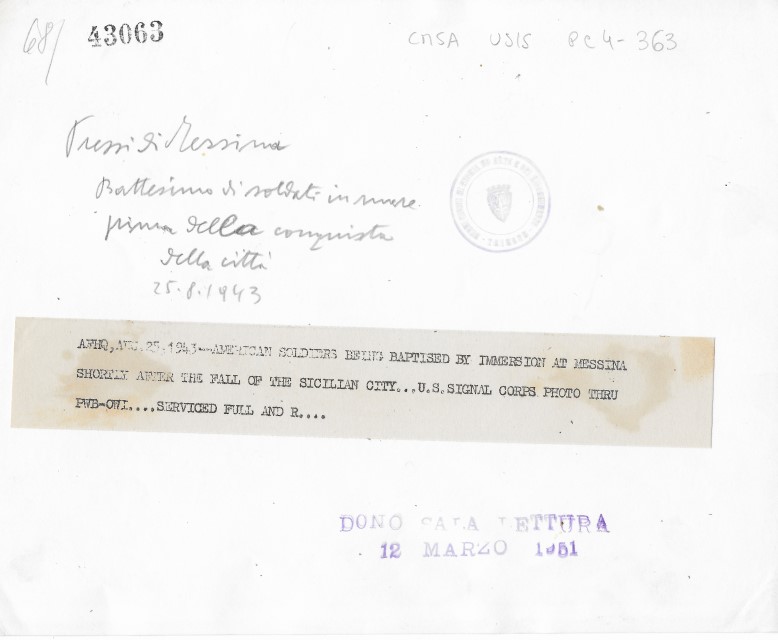 68/
43063
CMSA USIS PC4-363
Pressi di Messina
Battesimo di soldati in mare
prima della conquista
della città
25.8.1943
AFHQ, AUG.25.1943--AMERICAN SOLDIERS BEING BAPTISED BY IMMERSION AT MESSINA
SHORTLY AFTER THE FALL OF THE SICILIAN CITY...U.S.SIGNAL CORPS PHOTO THRU
PWB-OWI....SERVICED FULL AND R....
DONO SALA LETTURA
12 MARZO 1951